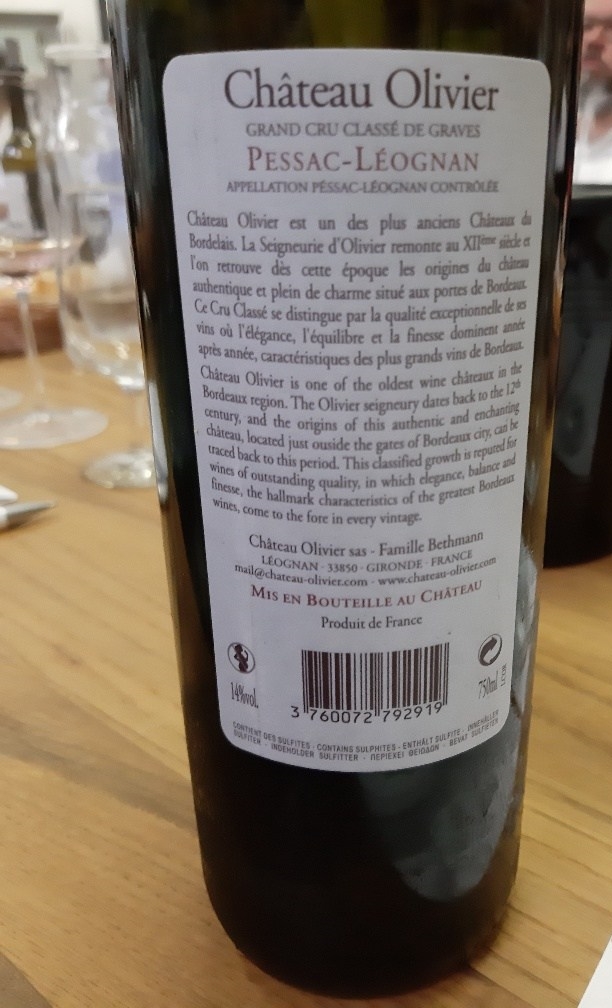 Château Olivier
GRAND CRU CLASSÉ DE GRAVES
PESSAC-LÉOGNAN
APPELLATION PESSAC-LÉOGNAN CONTRÔLÉE
Château Olivier est un des plus anciens Châteaux du
Bordelais. La Seigneurie d'Olivier remonte au XIIème siècle et
l'on retrouve dès cette époque les origines du château
authentique et plein de charme situé aux portes de Bordeaux.
Ce Cru Classé se distingue par la qualité exceptionnelle de ses
vins où l'élégance, l'équilibre et la finesse dominent année
après année, caractéristiques des plus grands vins de Bordeaux.
Château Olivier is one of the oldest wine châteaux in the
Bordeaux region. The Olivier seigneury dates back to the 12th
century, and the origins of this authentic and enchanting
château, located just ouside the gates of Bordeaux city, can be
traced back to this period. This classified growth is reputed for
wines of outstanding quality, in which elegance, balance and
finesse, the hallmark characteristics of the greatest Bordeaux
wines, come to the fore in every vintage.
Château Olivier sas - Famille Bethmann
LÉOGNAN - 33850 - GIRONDE - FRANCE
mail@chateau-olivier.com - www.chateau-olivier.com
MIS EN BOUTEILLE AU CHÂTEAU
Produit de France
14%vol.
750ml
3 760072 792919
CONTIENT DES SULFITES - CONTAINS SULPHITES - ENTHÄLT SULFITE - INNEHÅLLER
SULFITER - INDEHOLDER SULFITTER - ΠΕΡΙΕΧΕΙ ΘΕΙΩΔΗ - BEVAT SULFIETEN